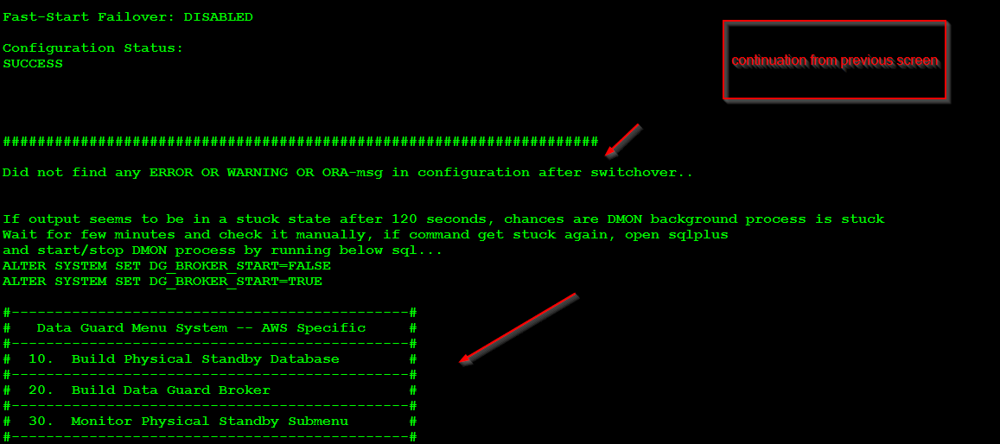 Fast-Start Failover: DISABLED
Configuration Status:
SUCCESS
continuation from previous screen
#####################################################################
Did not find any ERROR OR WARNING OR ORA-msg in configuration after switchover..
If output seems to be in a stuck state after 120 seconds, chances are DMON background process is stuck
Wait for few minutes and check it manually, if command get stuck again, open sqlplus
and start/stop DMON process by running below sql...
ALTER SYSTEM SET DG_BROKER_START=FALSE
ALTER SYSTEM SET DG_BROKER_START=TRUE
#----------------------------------------------#
#   Data Guard Menu System -- AWS Specific     #
#----------------------------------------------#
#  10.  Build Physical Standby Database        #
#----------------------------------------------#
#  20.  Build Data Guard Broker                #
#----------------------------------------------#
#  30.  Monitor Physical Standby Submenu       #
#----------------------------------------------#